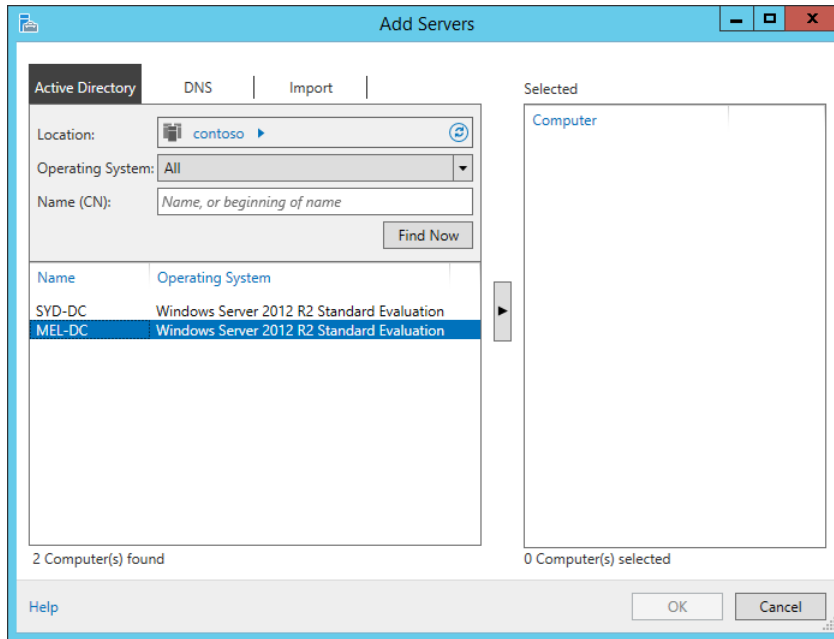 Add Servers
Active Directory DNS Import
Location: contoso
Operating System: All
Name (CN): Name, or beginning of name
Find Now
Name Operating System
SYD-DC Windows Server 2012 R2 Standard Evaluation
MEL-DC Windows Server 2012 R2 Standard Evaluation
2 Computer(s) found
Selected
Computer
0 Computer(s) selected
Help OK Cancel